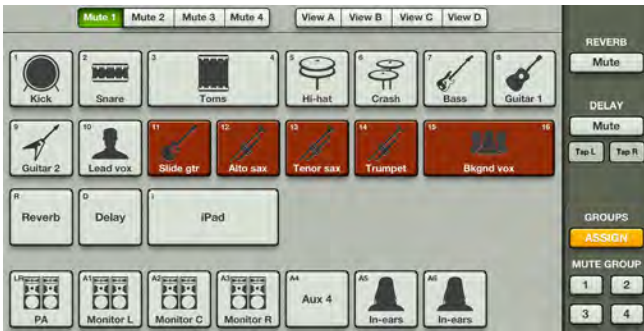 Mute 1 Mute 2 Mute 3 Mute 4 View A View B View C View D
REVERB
Mute
1 2 3 4 5 6 7 8
Kick Snare Toms Hi-hat Crash Bass Guitar 1
DELAY
Mute
Tap L Tap R
9 10 11 12 13 14 15 16
Guitar 2 Lead vox Slide gtr Alto sax Tenor sax Trumpet Bkgnd vox
R D I
Reverb Delay iPad
GROUPS
ASSIGN
MUTE GROUP
1 2
3 4
LR A1 A2 A3 A4 A5 A6
PA Monitor L Monitor C Monitor R Aux 4 In-ears In-ears